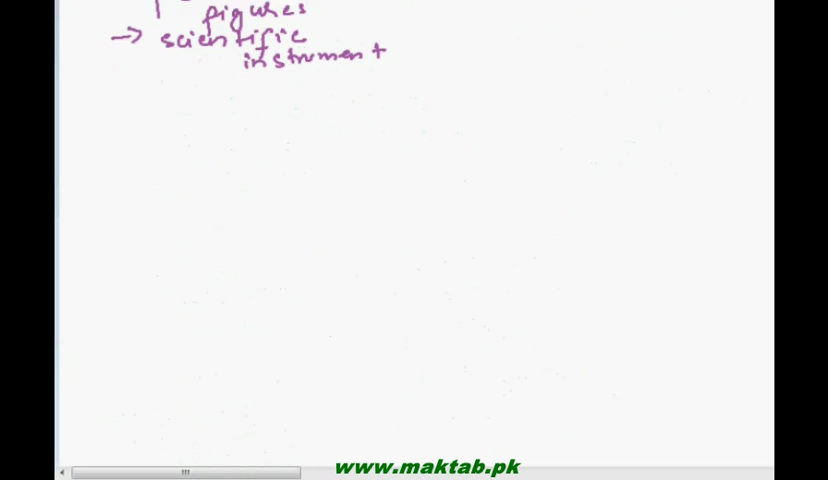 figures
→ scientific
instrument
www.maktab.pk